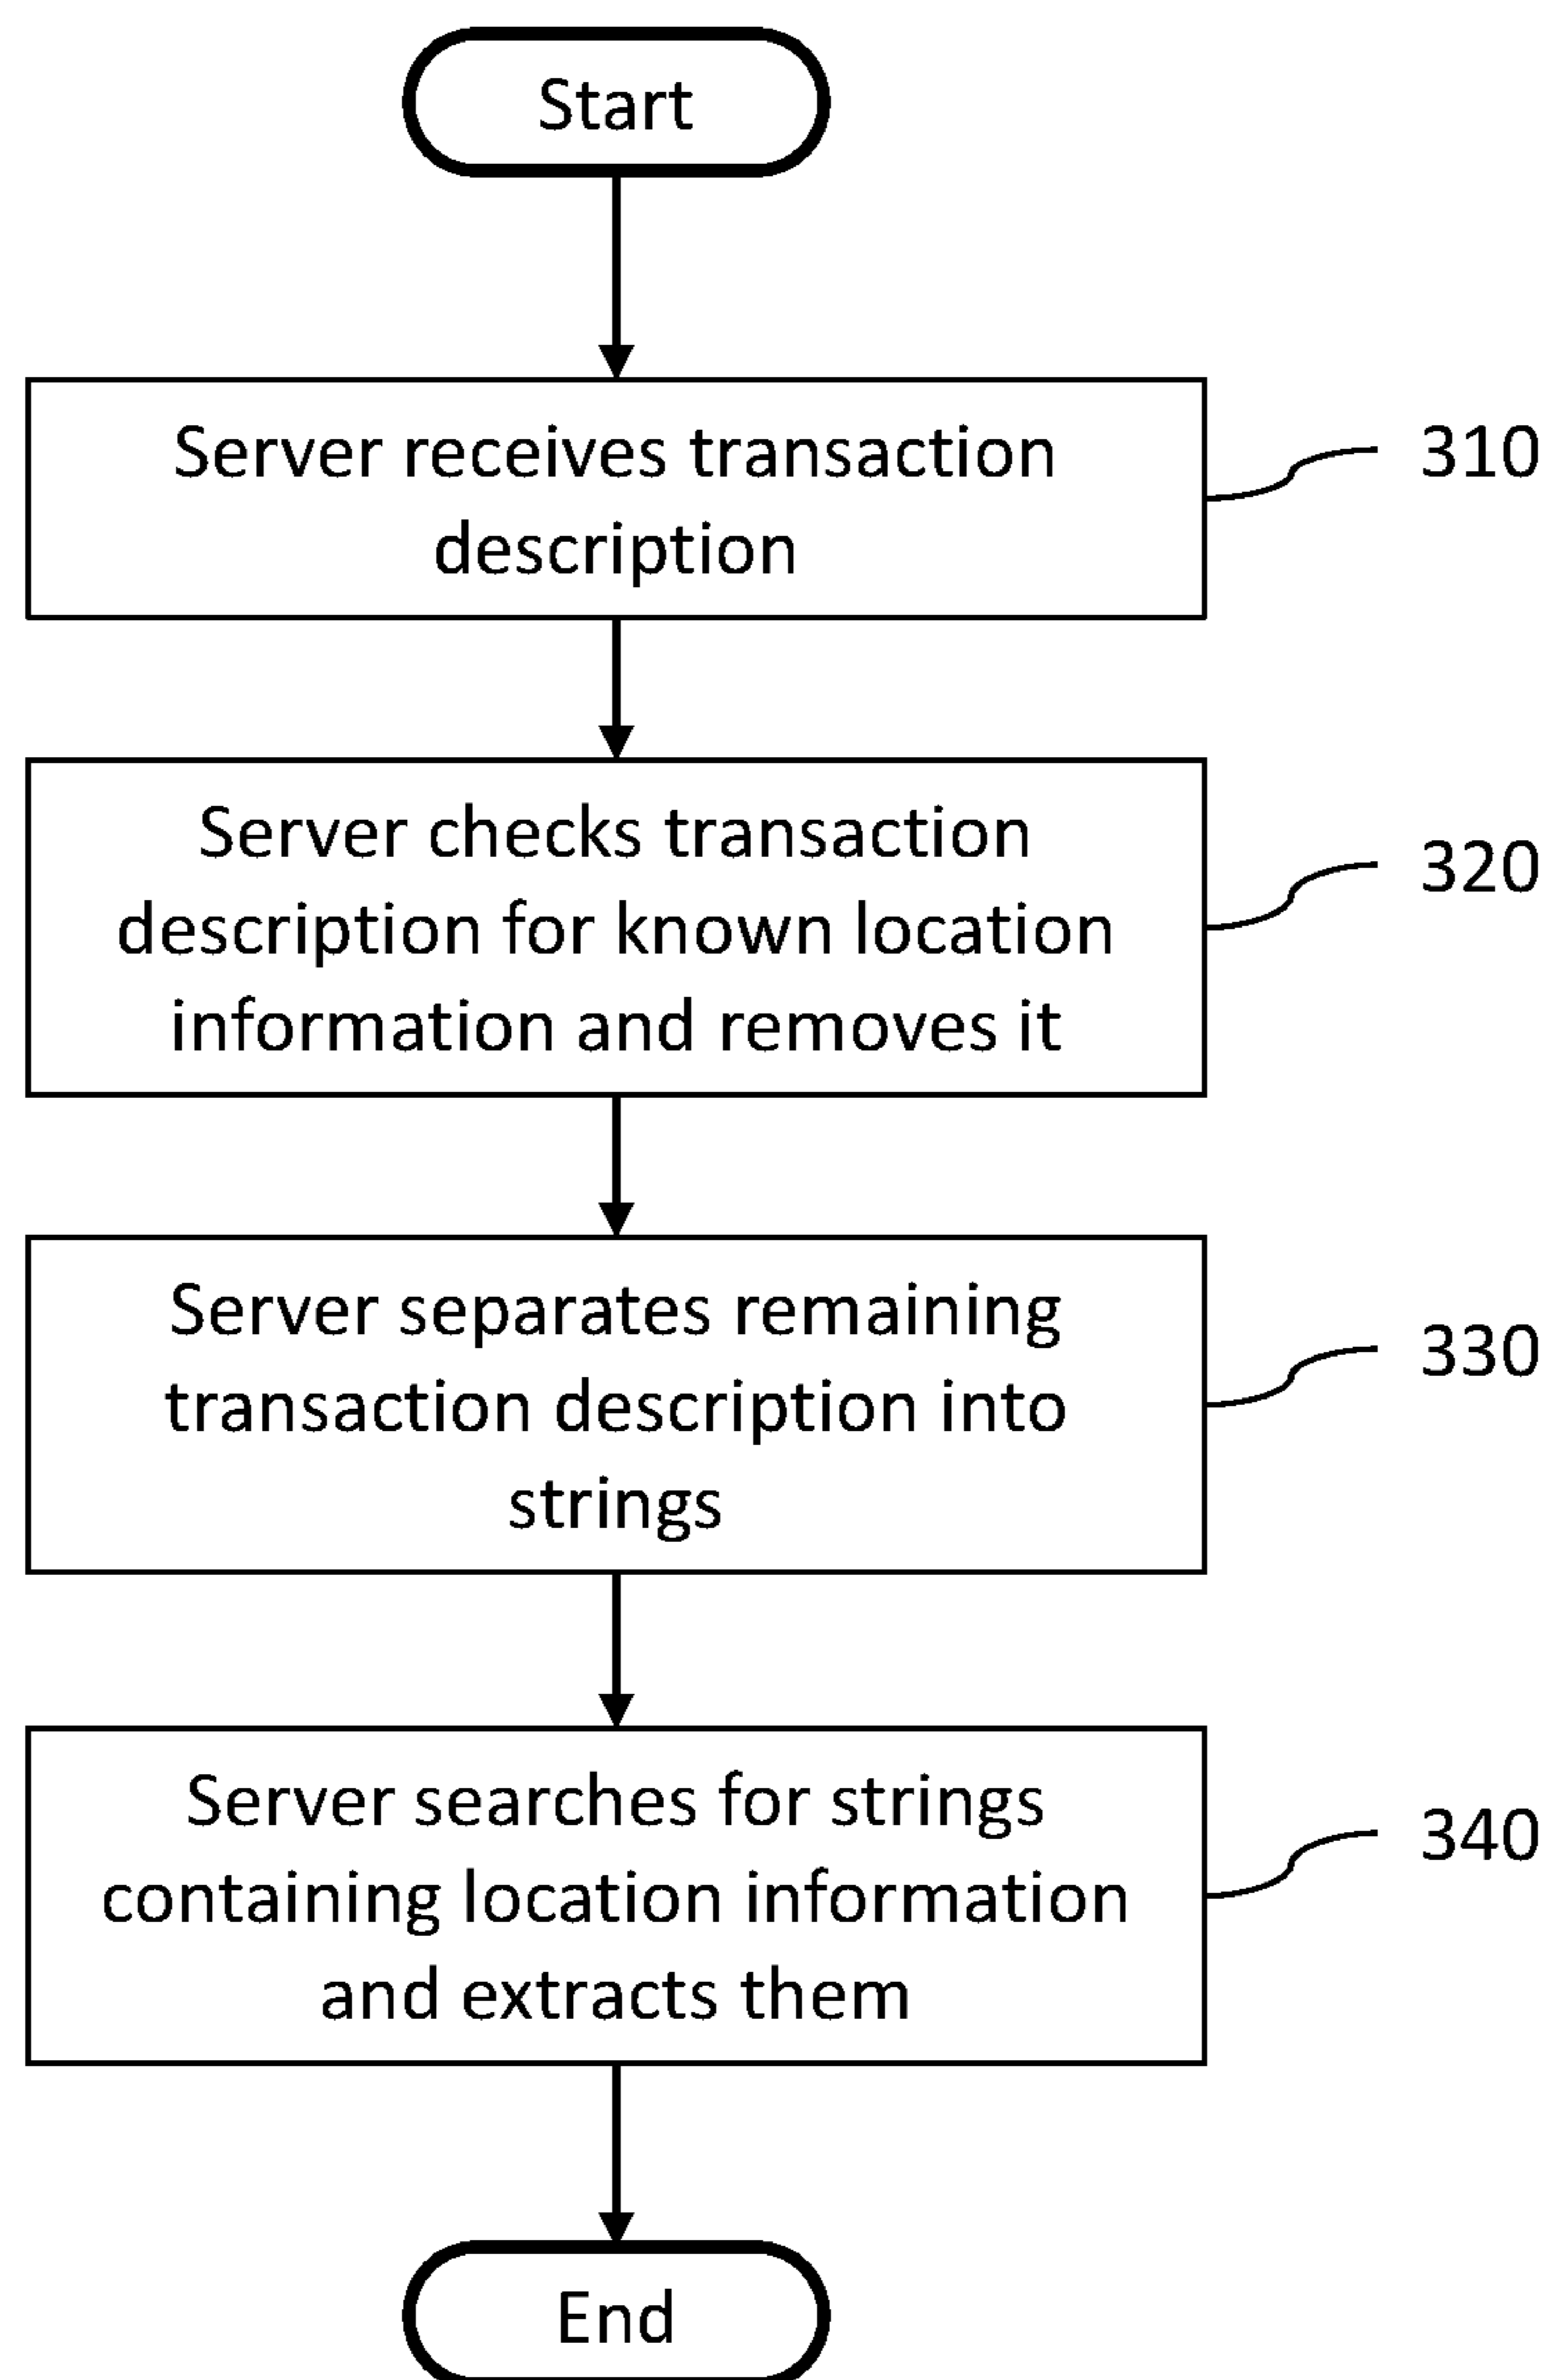 Start
Server receives transaction
description
310
Server checks transaction
description for known location
information and removes it
320
Server separates remaining
transaction description into
strings
330
Server searches for strings
containing location information
and extracts them
340
End